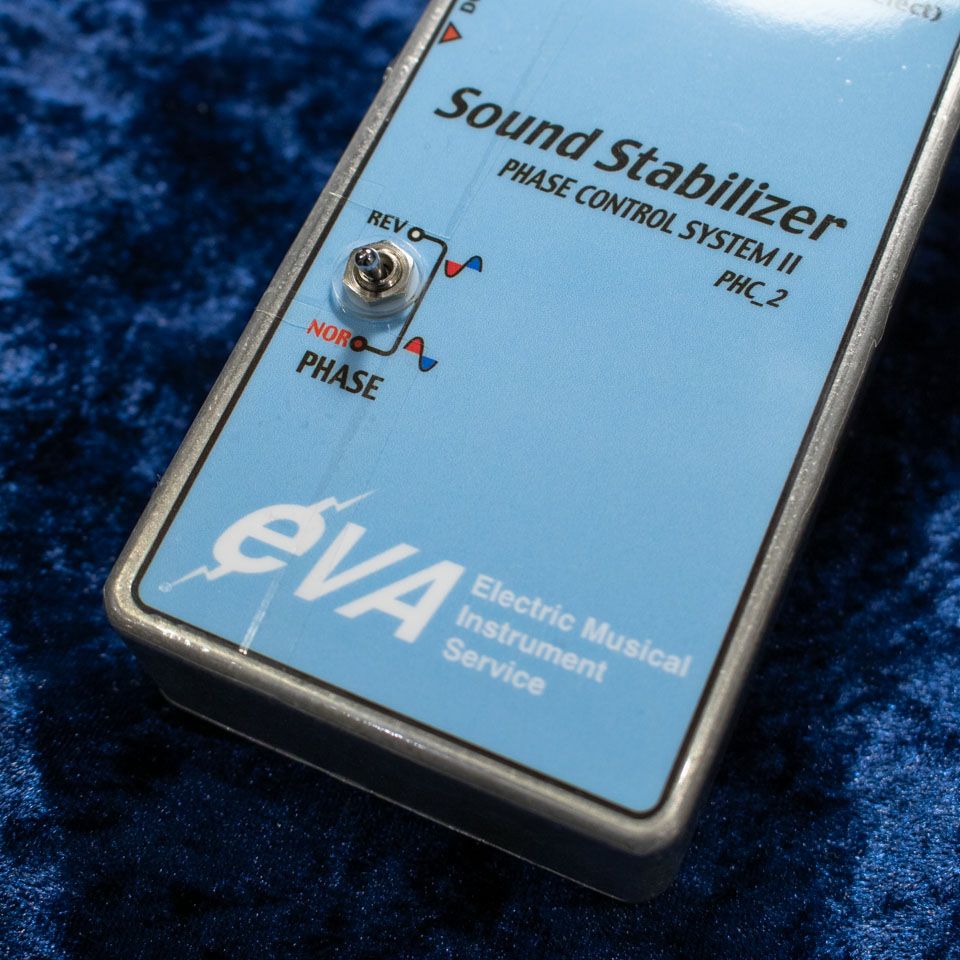 Sound Stabilizer
PHASE CONTROL SYSTEM II
PHC_2
REV
NOR
PHASE
eVA
Electric Musical
Instrument
Service